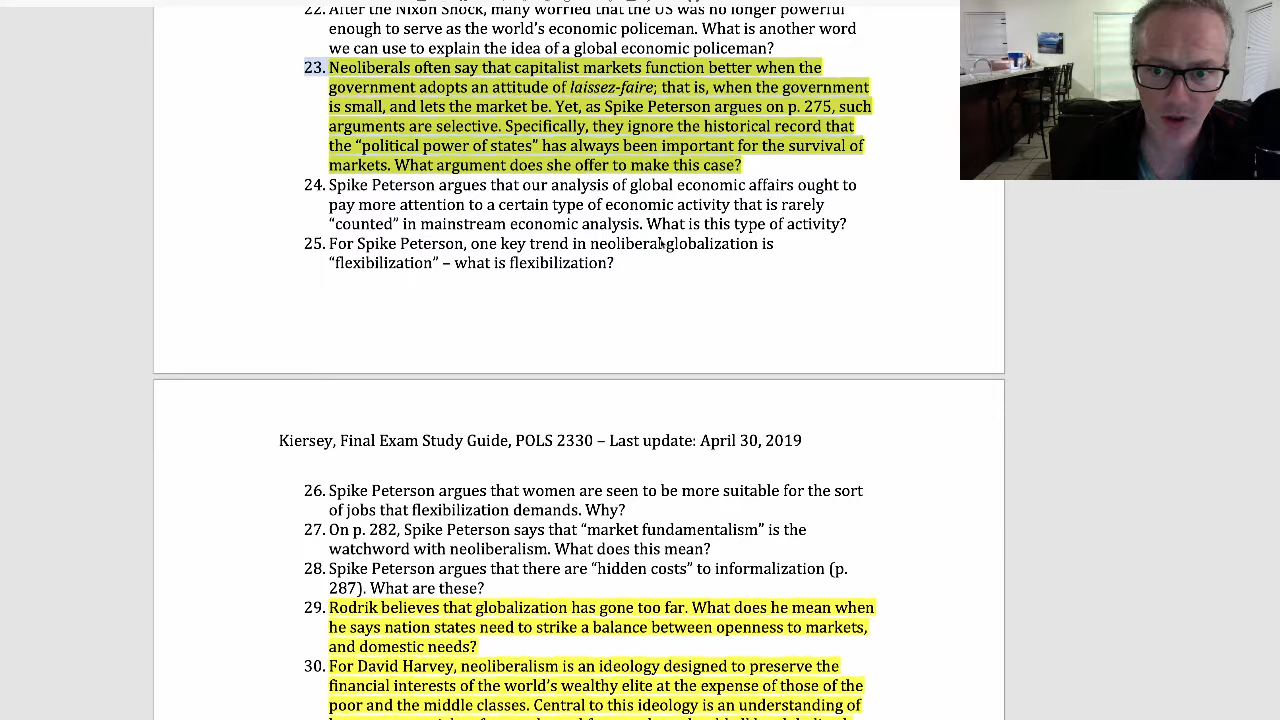 22. After the Nixon Shock, many worried that the US was no longer powerful
enough to serve as the world's economic policeman. What is another word
we can use to explain the idea of a global economic policeman?
23. Neoliberals often say that capitalist markets function better when the
government adopts an attitude of laissez-faire; that is, when the government
is small, and lets the market be. Yet, as Spike Peterson argues on p. 275, such
arguments are selective. Specifically, they ignore the historical record that
the “political power of states” has always been important for the survival of
markets. What argument does she offer to make this case?
24. Spike Peterson argues that our analysis of global economic affairs ought to
pay more attention to a certain type of economic activity that is rarely
“counted” in mainstream economic analysis. What is this type of activity?
25. For Spike Peterson, one key trend in neoliberal globalization is
“flexibilization” – what is flexibilization?
Kiersey, Final Exam Study Guide, POLS 2330 – Last update: April 30, 2019
26. Spike Peterson argues that women are seen to be more suitable for the sort
of jobs that flexibilization demands. Why?
27. On p. 282, Spike Peterson says that “market fundamentalism” is the
watchword with neoliberalism. What does this mean?
28. Spike Peterson argues that there are “hidden costs” to informalization (p.
287). What are these?
29. Rodrik believes that globalization has gone too far. What does he mean when
he says nation states need to strike a balance between openness to markets,
and domestic needs?
30. For David Harvey, neoliberalism is an ideology designed to preserve the
financial interests of the world's wealthy elite at the expense of those of the
poor and the middle classes. Central to this ideology is an understanding of